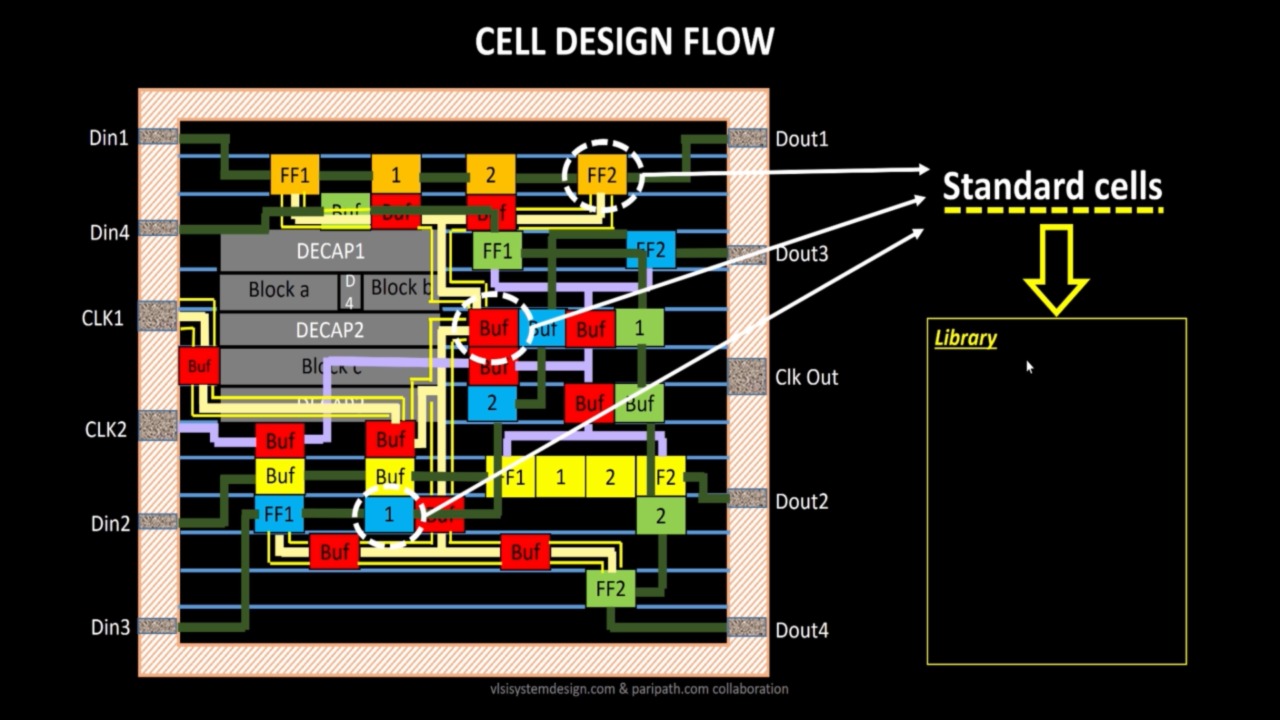 CELL DESIGN FLOW
Din1
Dout1
FF1
1
2
FF2
Standard cells
Buf
Buf
Buf
Din4
DECAP1
FF1
FF2
Dout3
Block a
D
4
Block b
CLK1
DECAP2
Buf
Buf
Buf
1
Library
Buf
Block c
Buf
Clk Out
2
Buf
Buf
CLK2
Buf
Buf
Buf
Buf
F1
1
2
F2
Dout2
Din2
FF1
1
Buf
2
Buf
Buf
FF2
Din3
Dout4
vlsisystemdesign.com & paripath.com collaboration